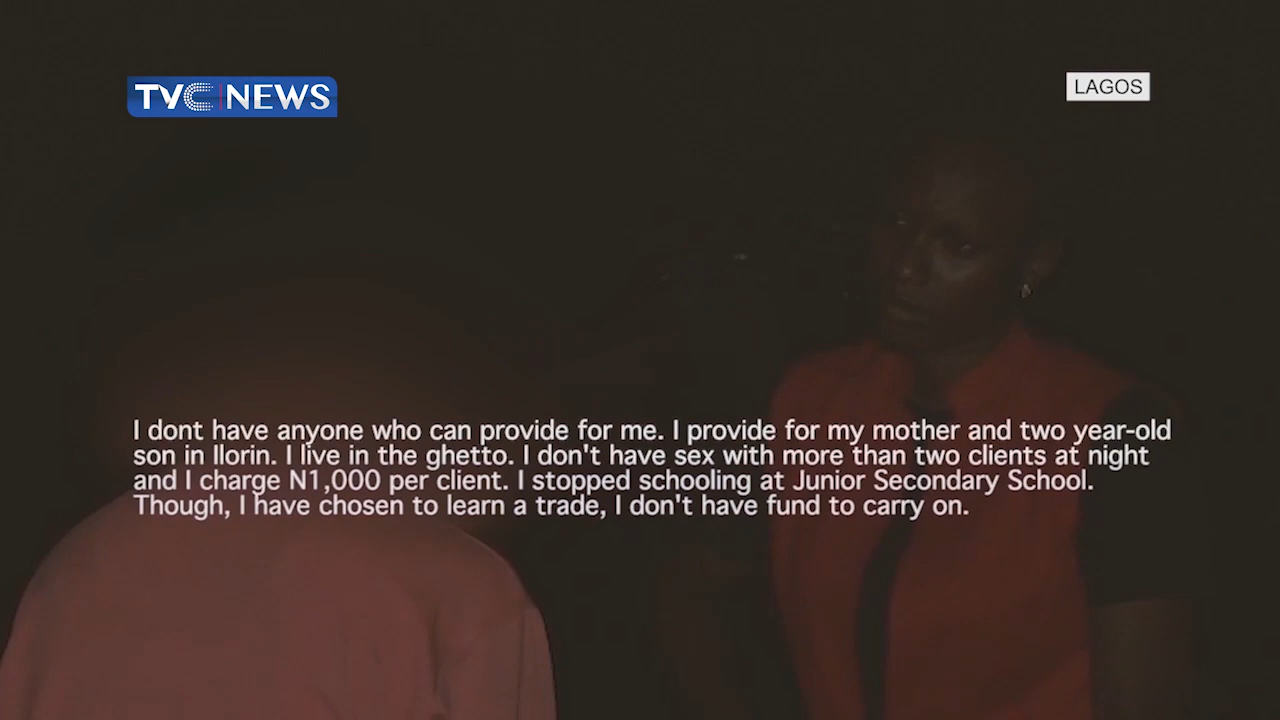 TVC NEWS
LAGOS
I dont have anyone who can provide for me. I provide for my mother and two year-old
son in Ilorin. I live in the ghetto. I don't have sex with more than two clients at night
and I charge N1,000 per client. I stopped schooling at Junior Secondary School.
Though, I have chosen to learn a trade, I don't have fund to carry on.